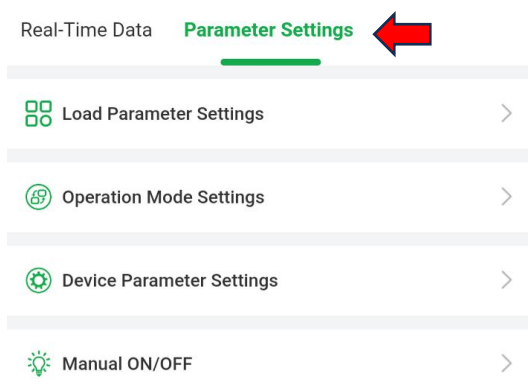 Real-Time Data Parameter Settings
Load Parameter Settings
Operation Mode Settings
Device Parameter Settings
Manual ON/OFF